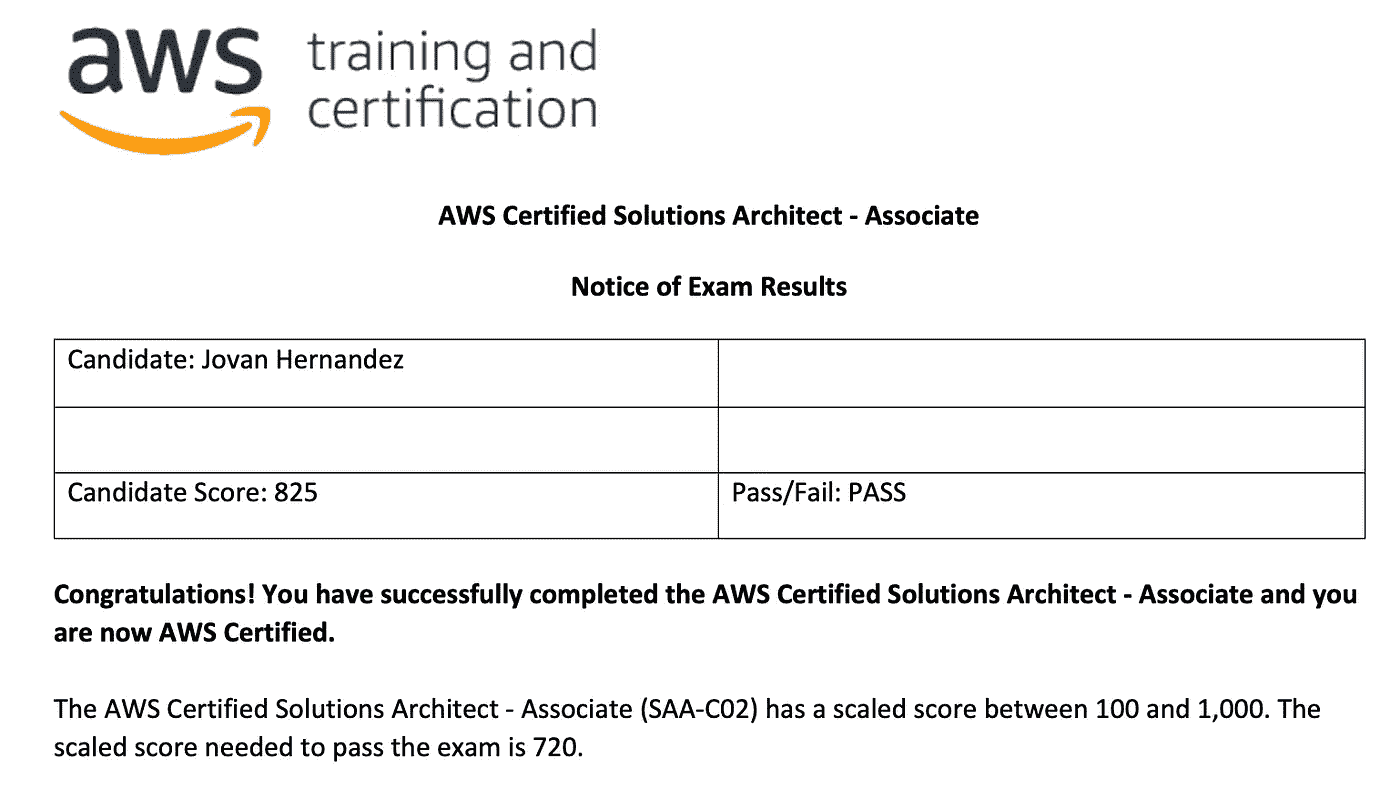 aws training and
certification
AWS Certified Solutions Architect - Associate
Notice of Exam Results
Candidate: Jovan Hernandez
Candidate Score: 825
Pass/Fail: PASS
Congratulations! You have successfully completed the AWS Certified Solutions Architect - Associate and you
are now AWS Certified.
The AWS Certified Solutions Architect - Associate (SAA-C02) has a scaled score between 100 and 1,000. The
scaled score needed to pass the exam is 720.